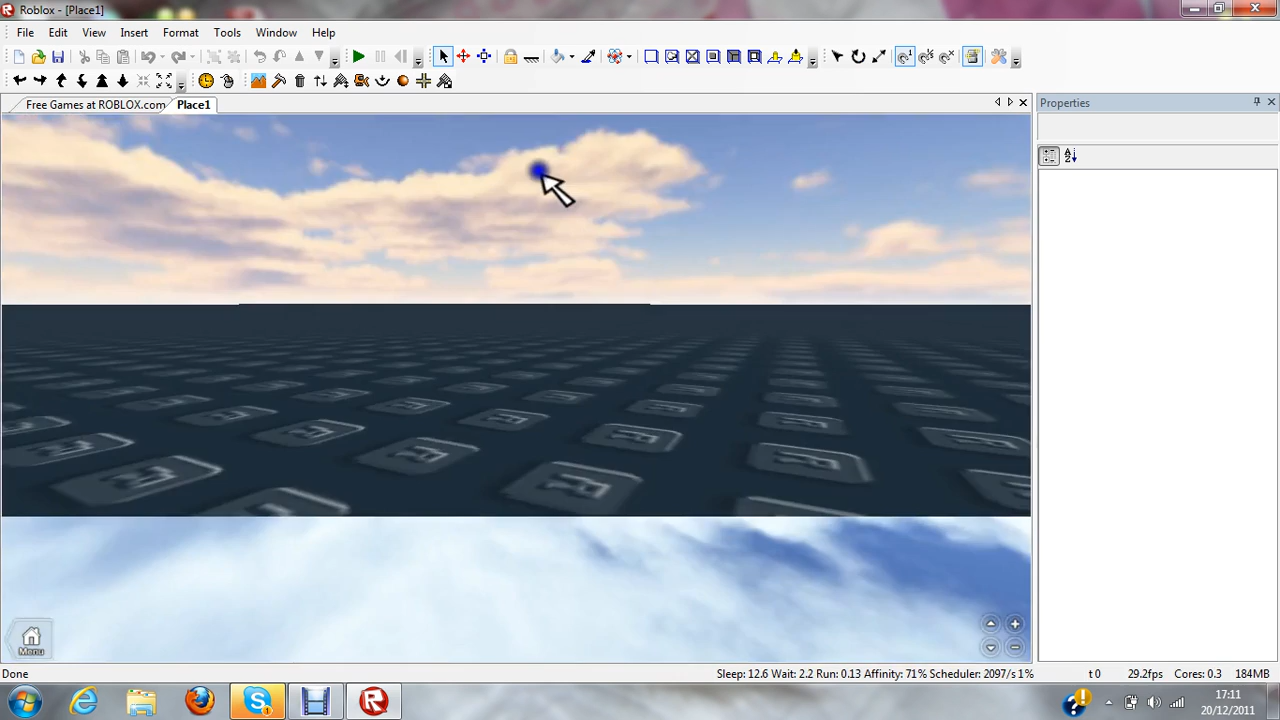 Roblox - [Place1]
File Edit View Insert Format Tools Window Help
Free Games at ROBLOX.com Place1
Properties
Menu
Done
Sleep: 12.6 Wait: 2.2 Run: 0.13 Affinity: 71% Scheduler: 2097/s 1% t 0 29.2fps Cores: 0.3 184MB
17:11
20/12/2011